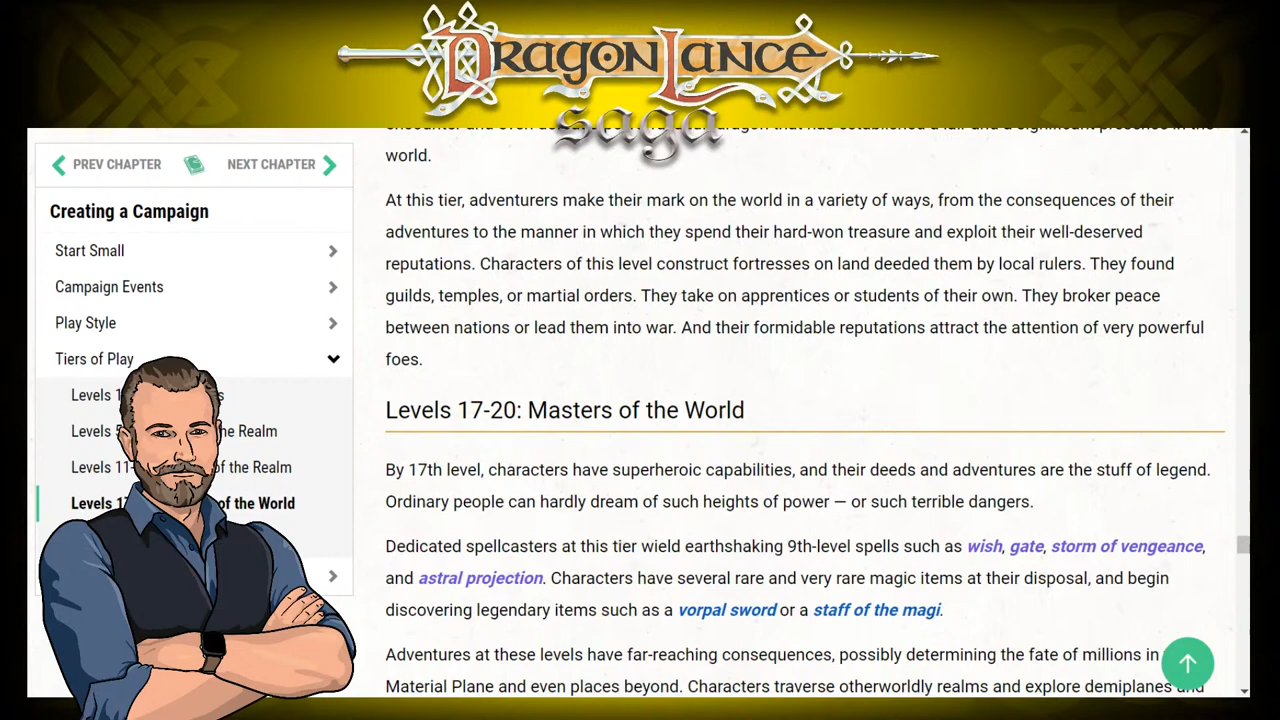 DRAGONLANCE
saga
world.
PREV CHAPTER
NEXT CHAPTER
Creating a Campaign
Start Small
Campaign Events
Play Style
Tiers of Play
Levels 1
Levels
he Realm
Levels 11
of the Realm
Levels 1
of the World
At this tier, adventurers make their mark on the world in a variety of ways, from the consequences of their
adventures to the manner in which they spend their hard-won treasure and exploit their well-deserved
reputations. Characters of this level construct fortresses on land deeded them by local rulers. They found
guilds, temples, or martial orders. They take on apprentices or students of their own. They broker peace
between nations or lead them into war. And their formidable reputations attract the attention of very powerful
foes.
Levels 17-20: Masters of the World
By 17th level, characters have superheroic capabilities, and their deeds and adventures are the stuff of legend.
Ordinary people can hardly dream of such heights of power — or such terrible dangers.
Dedicated spellcasters at this tier wield earthshaking 9th-level spells such as wish, gate, storm of vengeance,
and astral projection. Characters have several rare and very rare magic items at their disposal, and begin
discovering legendary items such as a vorpal sword or a staff of the magi.
Adventures at these levels have far-reaching consequences, possibly determining the fate of millions in
Material Plane and even places beyond. Characters traverse otherworldly realms and explore demiplanes and